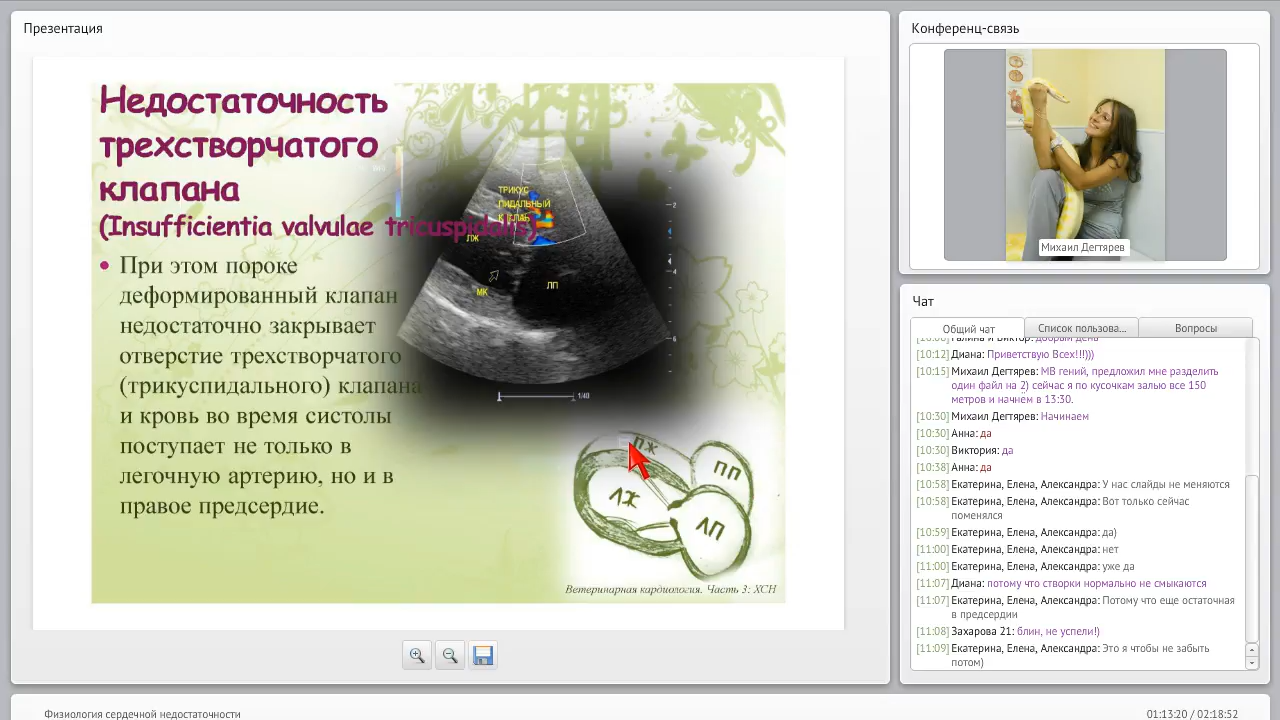 Презентация
Недостаточность
трехстворчатого
клапана
(Insufficientia valvulae tricuspidalis)
При этом пороке
деформированный клапан
недостаточно закрывает
отверстие трехстворчатого
(трикуспидального) клапана
и кровь во время систолы
поступает не только в
легочную артерию, но и в
правое предсердие.
ТРИКУС
ПИДАЛЬНЫЙ
ЛЖ
МК
ЛП
2
4
6
1/40
ПЖ
ПП
ЛЖ
ЛП
Ветеринарная кардиология. Часть 3: ХСН
Конференц-связь
Михаил Дегтярев
Чат
Общий чат
Список пользова...
Вопросы
[10:12] Диана: Приветствую Всех!!!)))
[10:15] Михаил Дегтярев: МВ гений, предложил мне разделить
один файл на 2) сейчас я по кусочкам залью все 150
метров и начнем в 13:30.
[10:30] Михаил Дегтярев: Начинаем
[10:30] Анна: да
[10:30] Виктория: да
[10:38] Анна: да
[10:58] Екатерина, Елена, Александра: У нас слайды не меняются
[10:58] Екатерина, Елена, Александра: Вот только сейчас
поменялся
[10:59] Екатерина, Елена, Александра: да)
[11:00] Екатерина, Елена, Александра: нет
[11:00] Екатерина, Елена, Александра: уже да
[11:07] Диана: потому что створки нормально не смыкаются
[11:07] Екатерина, Елена, Александра: Потому что еще остаточная
в предсердии
[11:08] Захарова 21: блин, не успели!)
[11:09] Екатерина, Елена, Александра: Это я чтобы не забыть
потом)
Физиология сердечной недостаточности
01:13:20 / 02:18:52